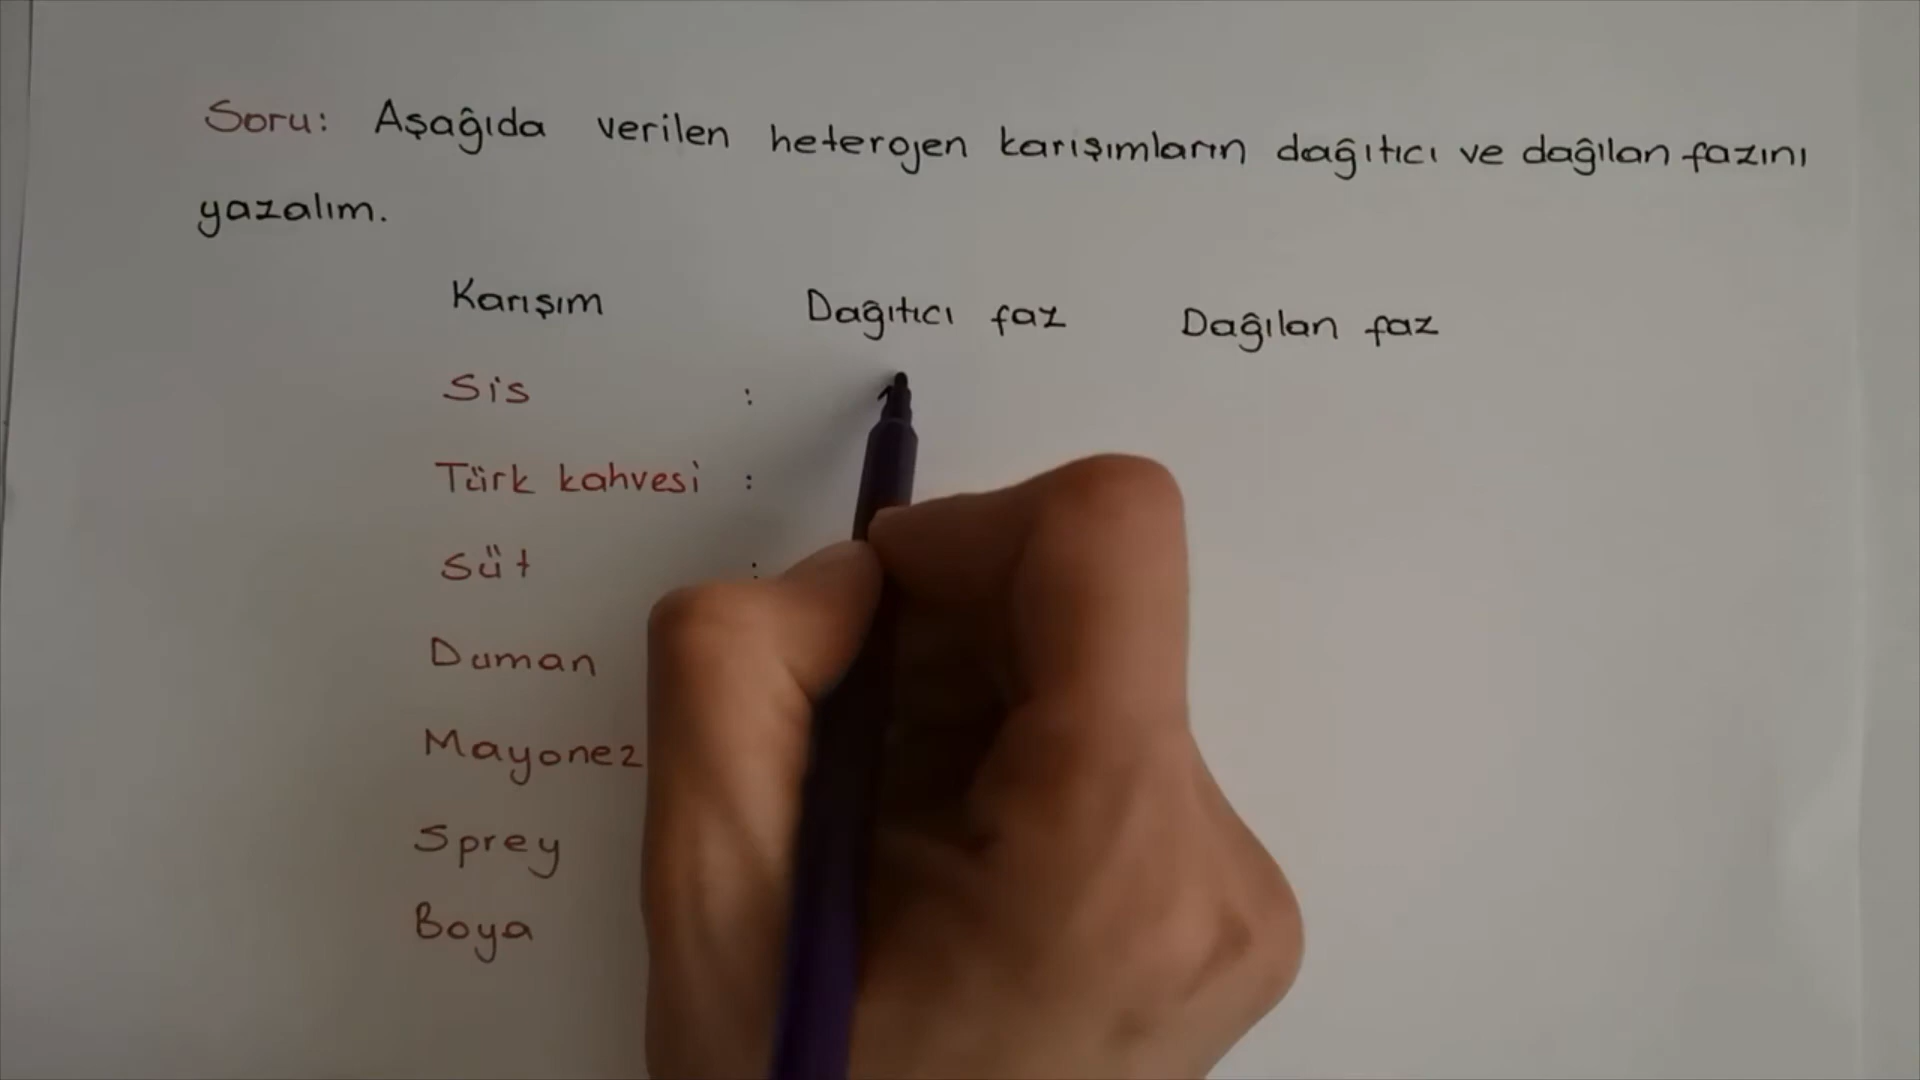 Soru: Aşağıda verilen heterojen karışımların dağıtıcı ve dağılan fazını
yazalım.
Karışım Dağıtıcı faz Dağılan faz
Sis :
Türk kahvesi :
Süt :
Duman
Mayonez
Sprey
Boya